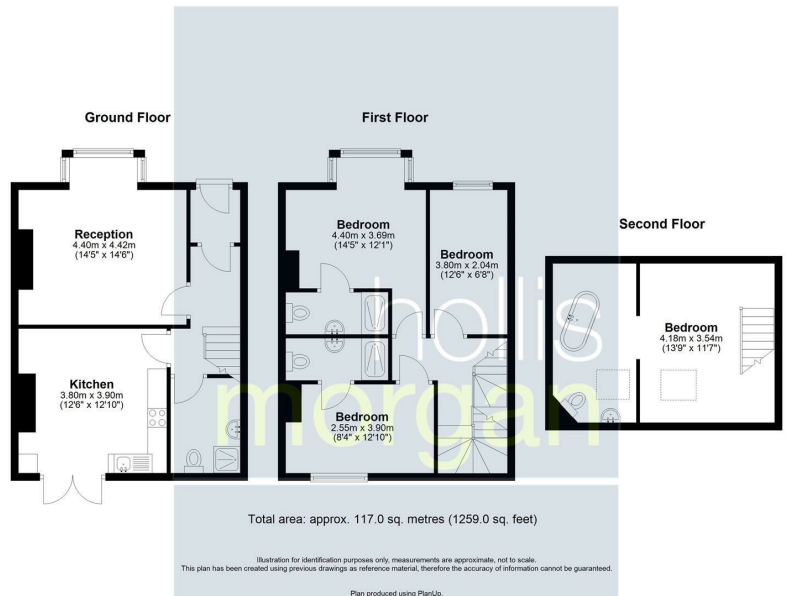 Ground Floor
First Floor
Second Floor
Reception
4.40m x 4.42m
(14'5" x 14'6")
Kitchen
3.80m x 3.90m
(12'6" x 12'10")
Bedroom
4.40m x 3.69m
(14'5" x 12'1")
Bedroom
3.80m x 2.04m
(12'6" x 6'8")
Bedroom
2.55m x 3.90m
(8'4" x 12'10")
Bedroom
4.18m x 3.54m
(13'9" x 11'7")
hollis
morgan
Total area: approx. 117.0 sq. metres (1259.0 sq. feet)
Illustration for identification purposes only, measurements are approximate, not to scale.
This plan has been created using previous drawings as reference material, therefore the accuracy of information cannot be guaranteed.
Plan produced using PlanUp.